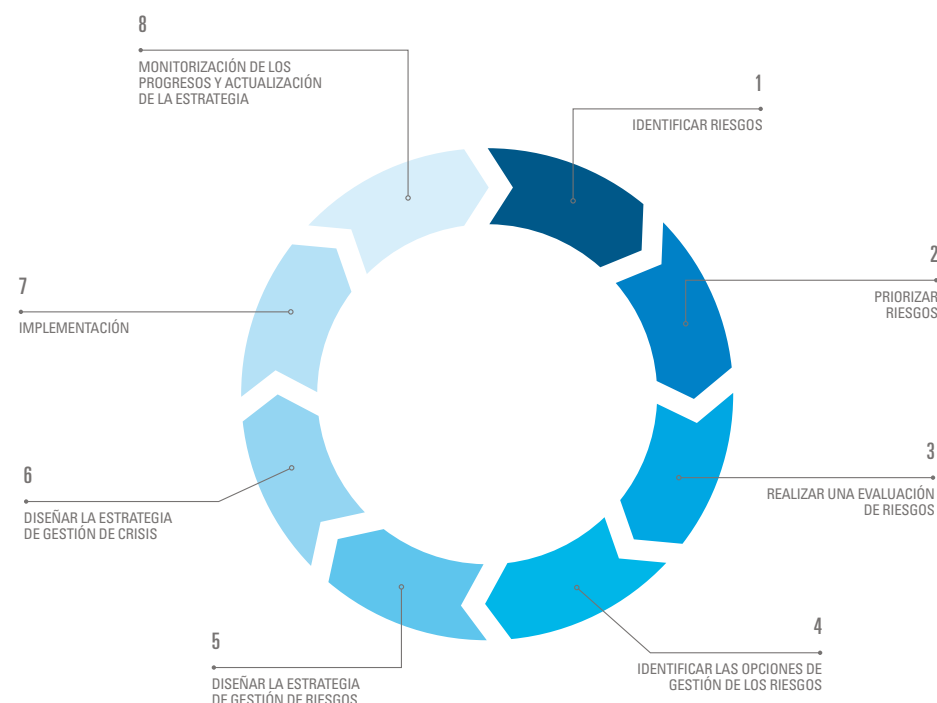 1
IDENTIFICAR RIESGOS
2
PRIORIZAR
RIESGOS
3
REALIZAR UNA EVALUACIÓN
DE RIESGOS
4
IDENTIFICAR LAS OPCIONES DE
GESTIÓN DE LOS RIESGOS
5
DISEÑAR LA ESTRATEGIA
DE GESTIÓN DE RIESGOS
6
DISEÑAR LA ESTRATEGIA
DE GESTIÓN DE CRISIS
7
IMPLEMENTACIÓN
8
MONITORIZACIÓN DE LOS
PROGRESOS Y ACTUALIZACIÓN
DE LA ESTRATEGIA